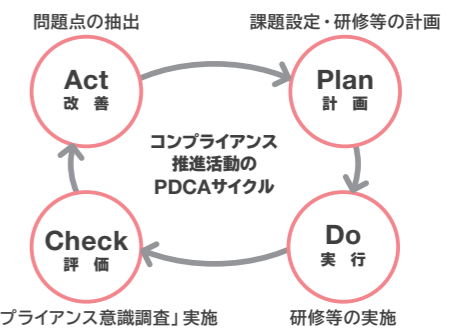 問題点の抽出
課題設定・研修等の計画
Act
改 善
Plan
計 画
コンプライアンス
推進活動の
PDCAサイクル
Check
評 価
Do
実 行
プライアンス意識調査」実施
研修等の実施